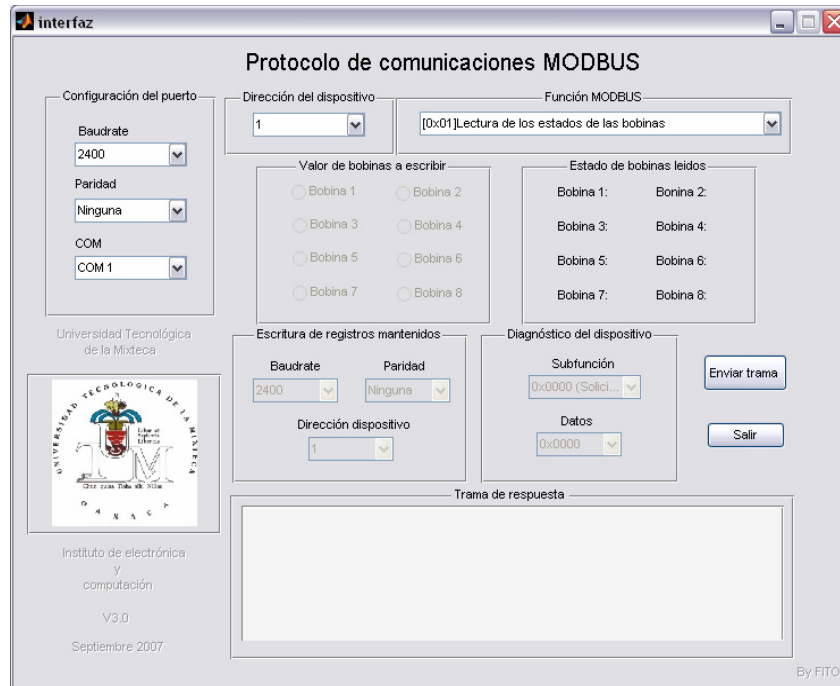 interfaz
Protocolo de comunicaciones MODBUS
Configuración del puerto
Baudrate
2400
Paridad
Ninguna
COM
COM 1
Dirección del dispositivo
1
Función MODBUS
[0x01]Lectura de los estados de las bobinas
Valor de bobinas a escribir
Bobina 1 Bobina 2
Bobina 3 Bobina 4
Bobina 5 Bobina 6
Bobina 7 Bobina 8
Estado de bobinas leidos
Bobina 1: Bonina 2:
Bobina 3: Bobina 4:
Bobina 5: Bobina 6:
Bobina 7: Bobina 8:
Universidad Tecnológica
de la Mixteca
UNIVERSIDAD TECNOLOGICA DE LA MIXTECA
OAXACA
Instituto de electrónica
y
computación
V3.0
Septiembre 2007
Escritura de registros mantenidos
Baudrate Paridad
2400 Ninguna
Dirección dispositivo
1
Diagnóstico del dispositivo
Subfunción
0x0000 (Solici...
Datos
0x0000
Enviar trama
Salir
Trama de respuesta
By FITO